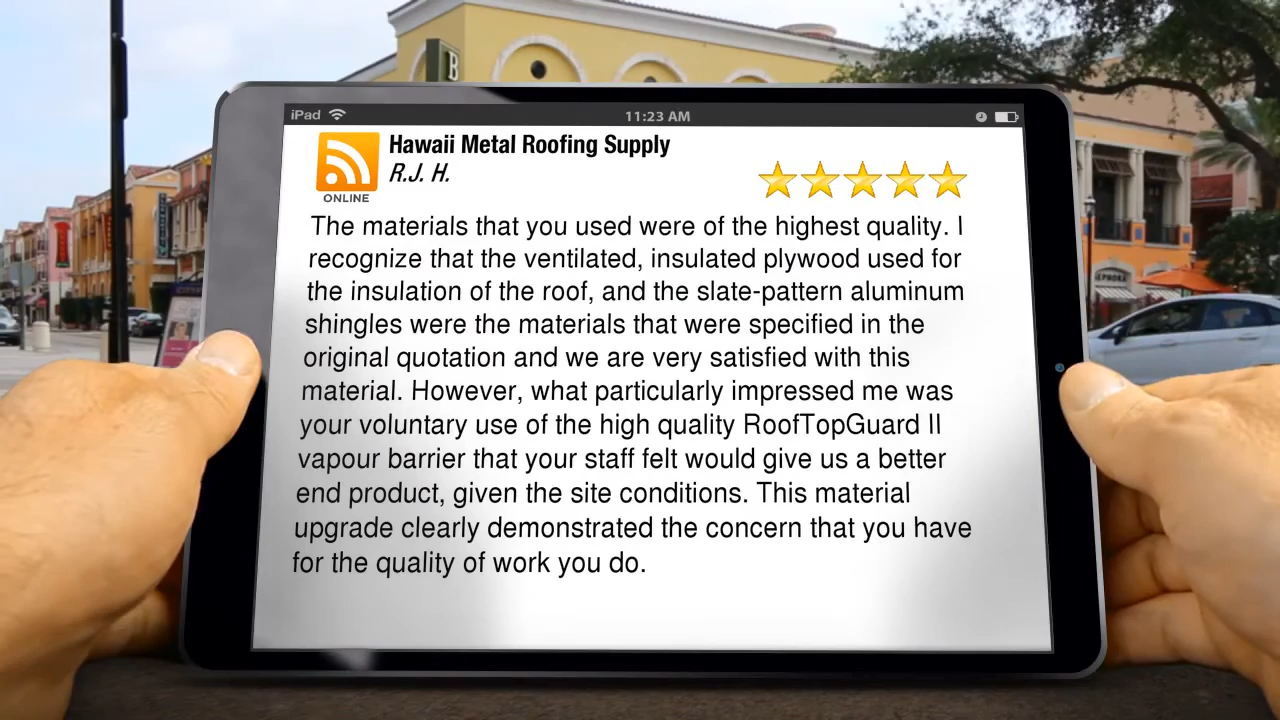 B
iPad
11:23 AM
Hawaii Metal Roofing Supply
R.J. H.
ONLINE
The materials that you used were of the highest quality. I
recognize that the ventilated, insulated plywood used for
the insulation of the roof, and the slate-pattern aluminum
shingles were the materials that were specified in the
original quotation and we are very satisfied with this
material. However, what particularly impressed me was
your voluntary use of the high quality RoofTopGuard II
vapour barrier that your staff felt would give us a better
end product, given the site conditions. This material
upgrade clearly demonstrated the concern that you have
for the quality of work you do.